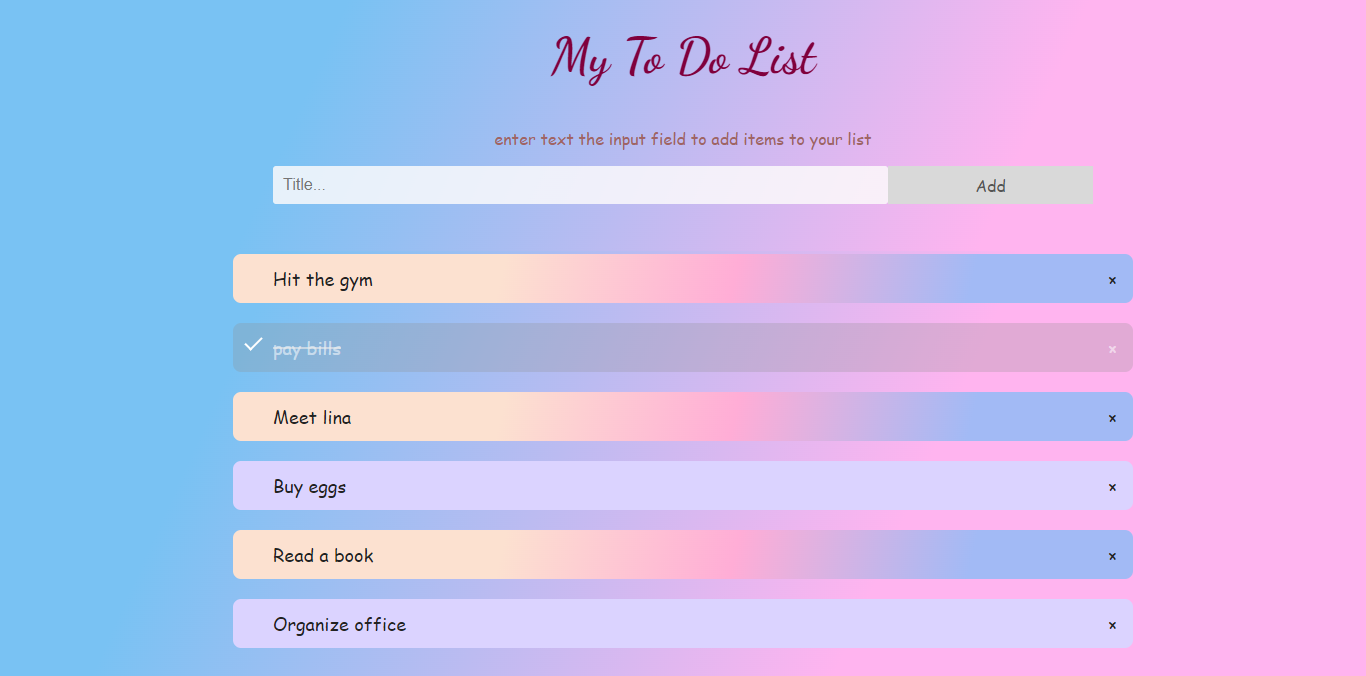 My To Do List
enter text the input field to add items to your list
Title...
Add
Hit the gym
×
pay bills
×
Meet lina
×
Buy eggs
×
Read a book
×
Organize office
×